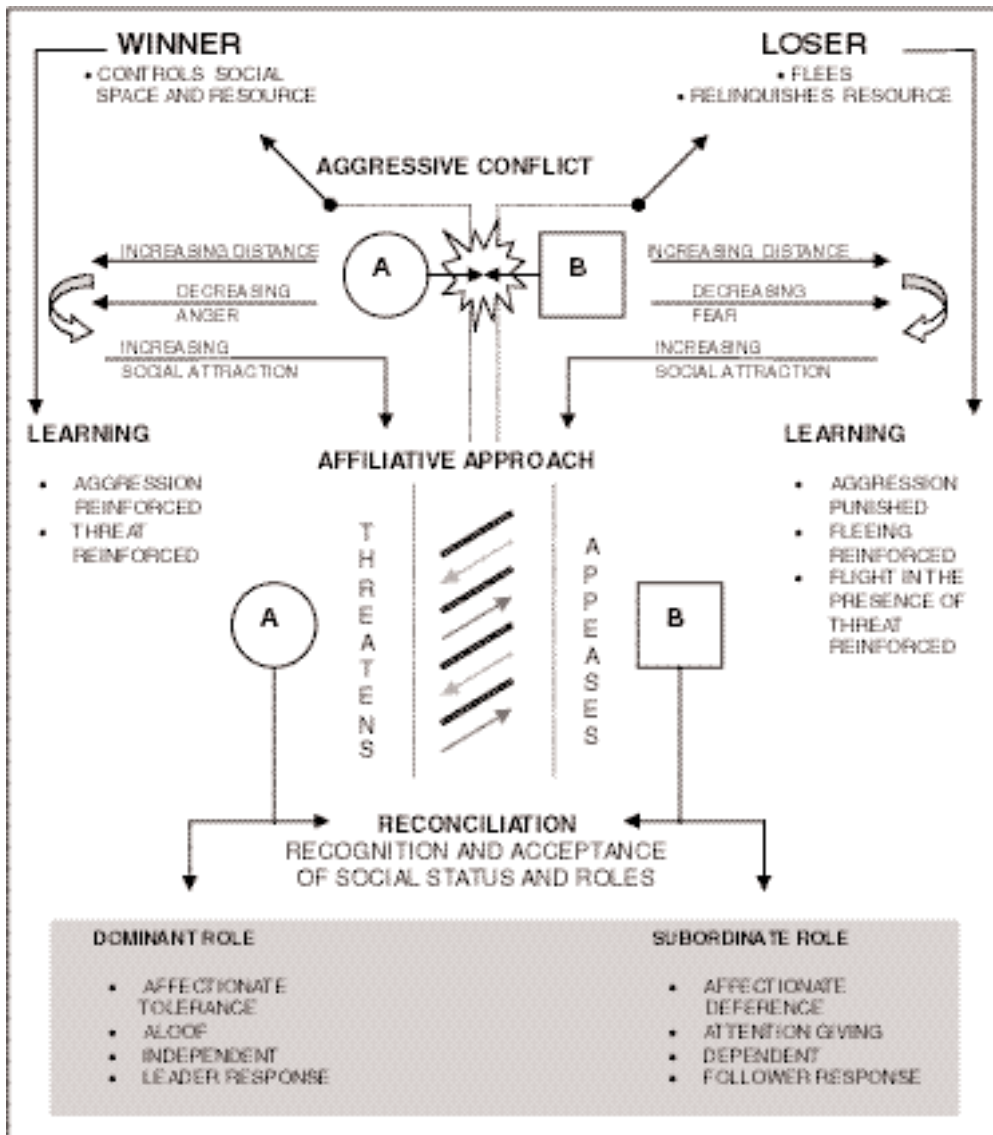 WINNER
• CONTROLS SOCIAL
SPACE AND RESOURCE
LOSER
• FLEES
• RELINQUISHES RESOURCE
AGGRESSIVE CONFLICT
INCREASING DISTANCE
DECREASING
ANGER
INCREASING
SOCIAL ATTRACTION
A
B
INCREASING DISTANCE
DECREASING
FEAR
INCREASING
SOCIAL ATTRACTION
LEARNING
• AGGRESSION
REINFORCED
• THREAT
REINFORCED
AFFILIATIVE APPROACH
LEARNING
• AGGRESSION
PUNISHED
• FLEEING
REINFORCED
• FLIGHT IN THE
PRESENCE OF
THREAT
REINFORCED
A
THREATENS
APPEASES
B
RECONCILIATION
RECOGNITION AND ACCEPTANCE
OF SOCIAL STATUS AND ROLES
DOMINANT ROLE
• AFFECTIONATE
TOLERANCE
• ALOOF
• INDEPENDENT
• LEADER RESPONSE
SUBORDINATE ROLE
• AFFECTIONATE
DEFERENCE
• ATTENTION GIVING
• DEPENDENT
• FOLLOWER RESPONSE